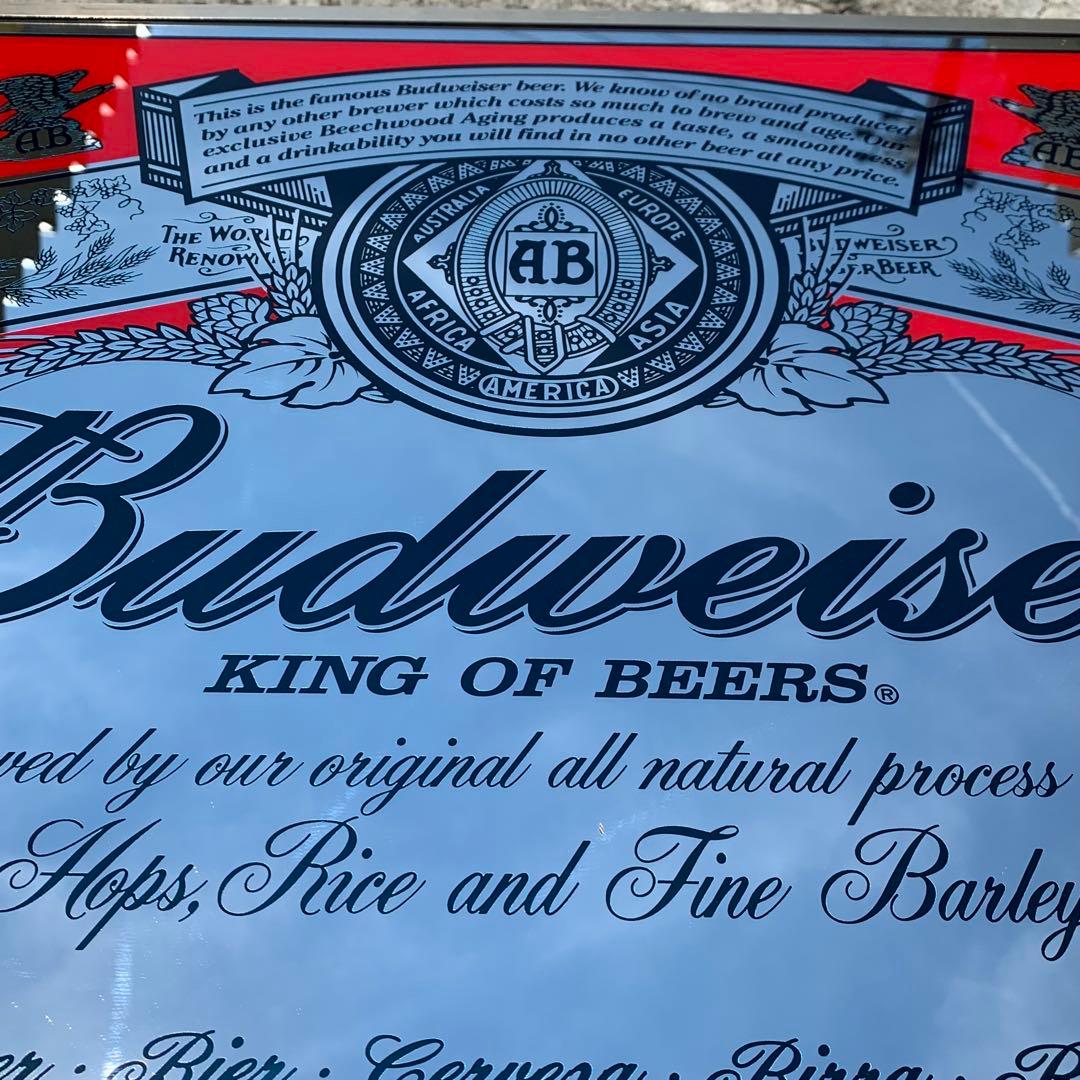 This is the famous Budweiser beer. We know of no brand produced
by any other brewer which costs so much to brew and age. Our
exclusive Beechwood Aging produces a taste, a smoothness
and a drinkability you will find in no other beer at any price.
AB
AB
AUSTRALIA
EUROPE
AFRICA
ASIA
AMERICA
AB
THE WORLD
RENOW
BUDWEISER
ER BEER
Budweise
KING OF BEERS®
wed by our original all natural process
Hops, Rice and Fine Barley
er · Bier · Cervesa · Birra ·